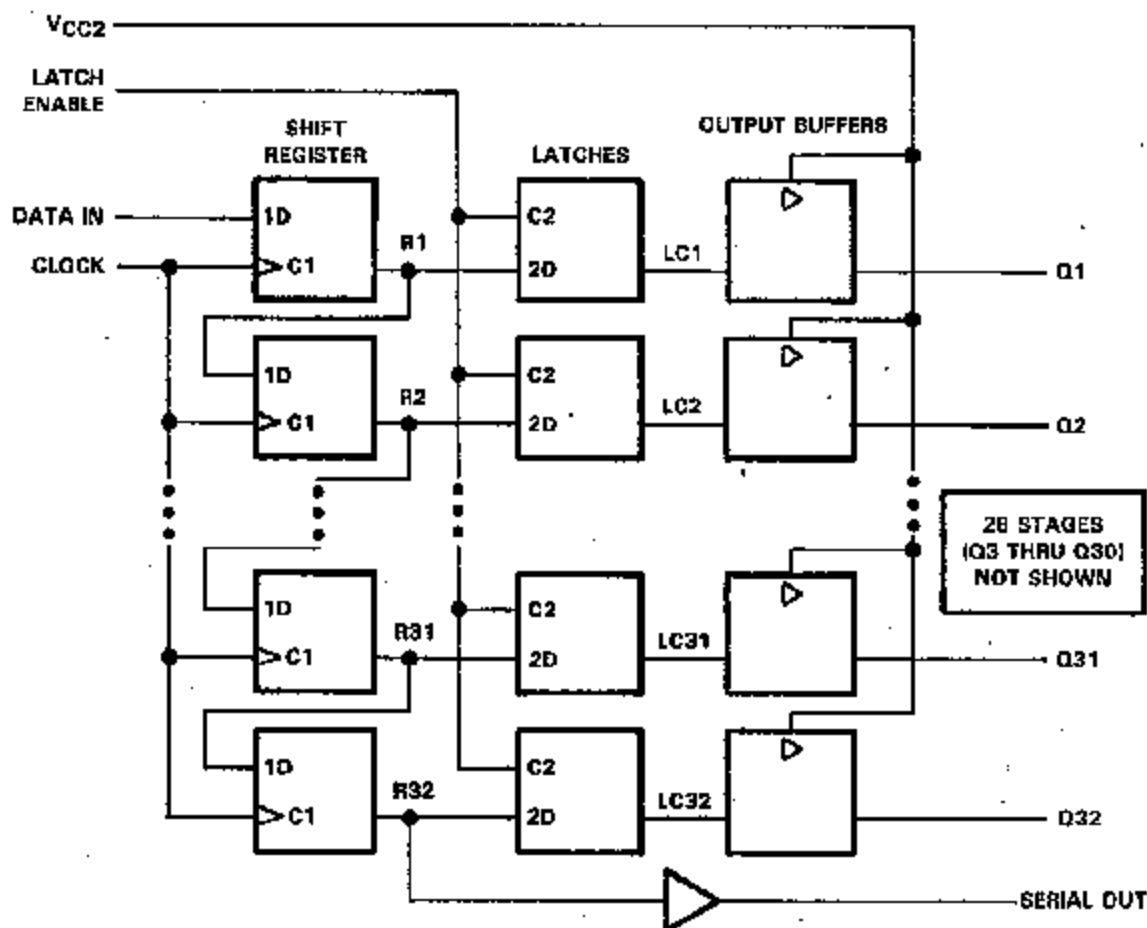 VCC2
LATCH
ENABLE
SHIFT
REGISTER
LATCHES
OUTPUT BUFFERS
DATA IN
CLOCK
1D
C1
R1
C2
2D
LC1
Q1
1D
C1
R2
C2
2D
LC2
Q2
28 STAGES
(Q3 THRU Q30)
NOT SHOWN
1D
C1
R31
C2
2D
LC31
Q31
1D
C1
R32
C2
2D
LC32
Q32
SERIAL OUT